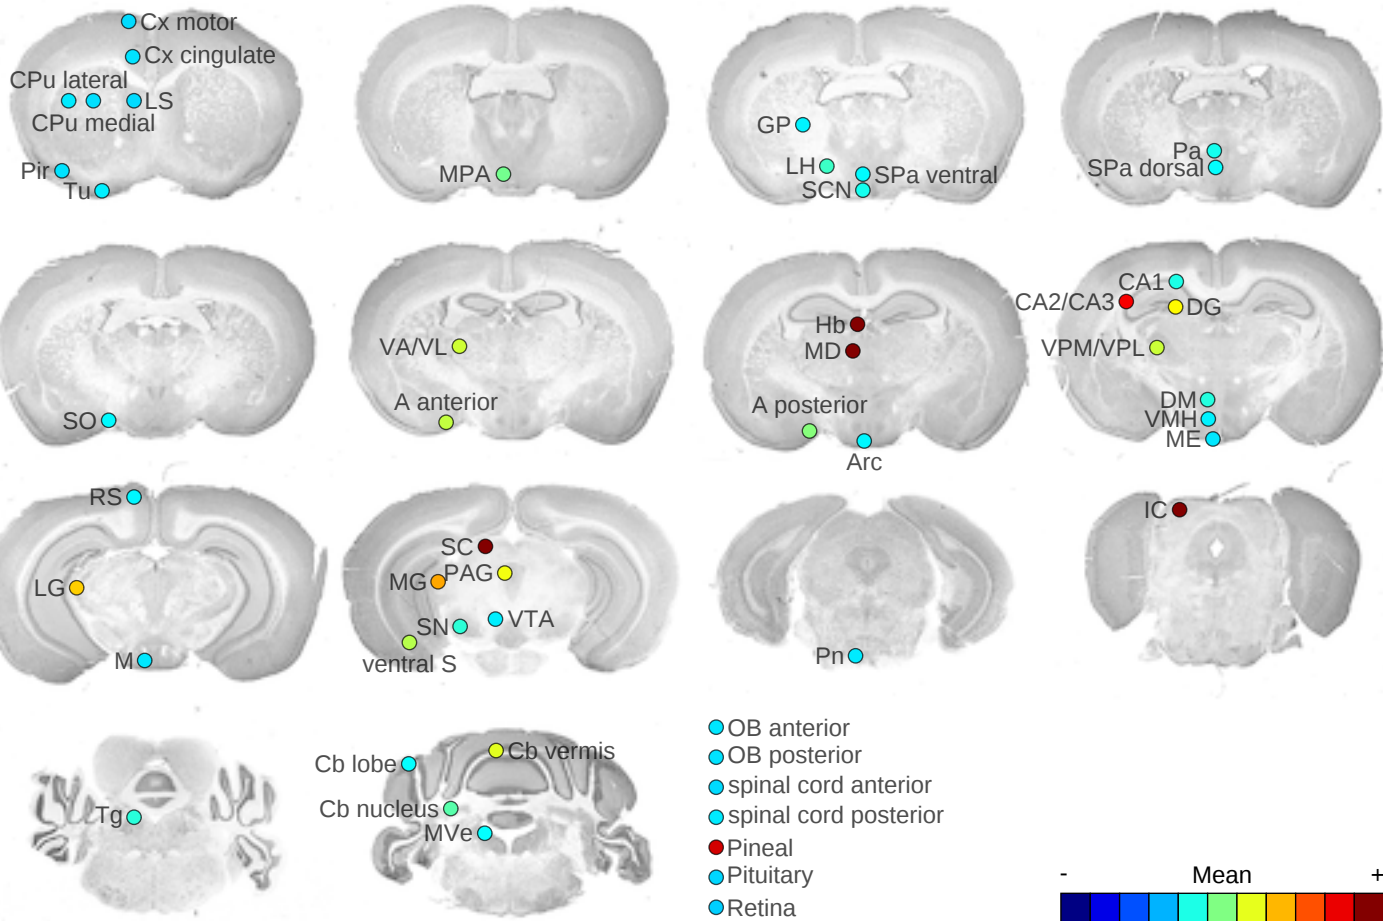 Cx motor
Cx cingulate
CPu lateral
LS
CPu medial
Pir
Tu
MPA
GP
LH
SPa ventral
SCN
Pa
SPa dorsal
SO
VA/VL
A anterior
Hb
MD
A posterior
Arc
CA1
CA2/CA3
DG
VPM/VPL
DM
VMH
ME
RS
LG
M
SC
MG
PAG
SN
VTA
ventral S
Pn
IC
Tg
Cb lobe
Cb vermis
Cb nucleus
MVe
OB anterior
OB posterior
spinal cord anterior
spinal cord posterior
Pineal
Pituitary
Retina
- Mean +